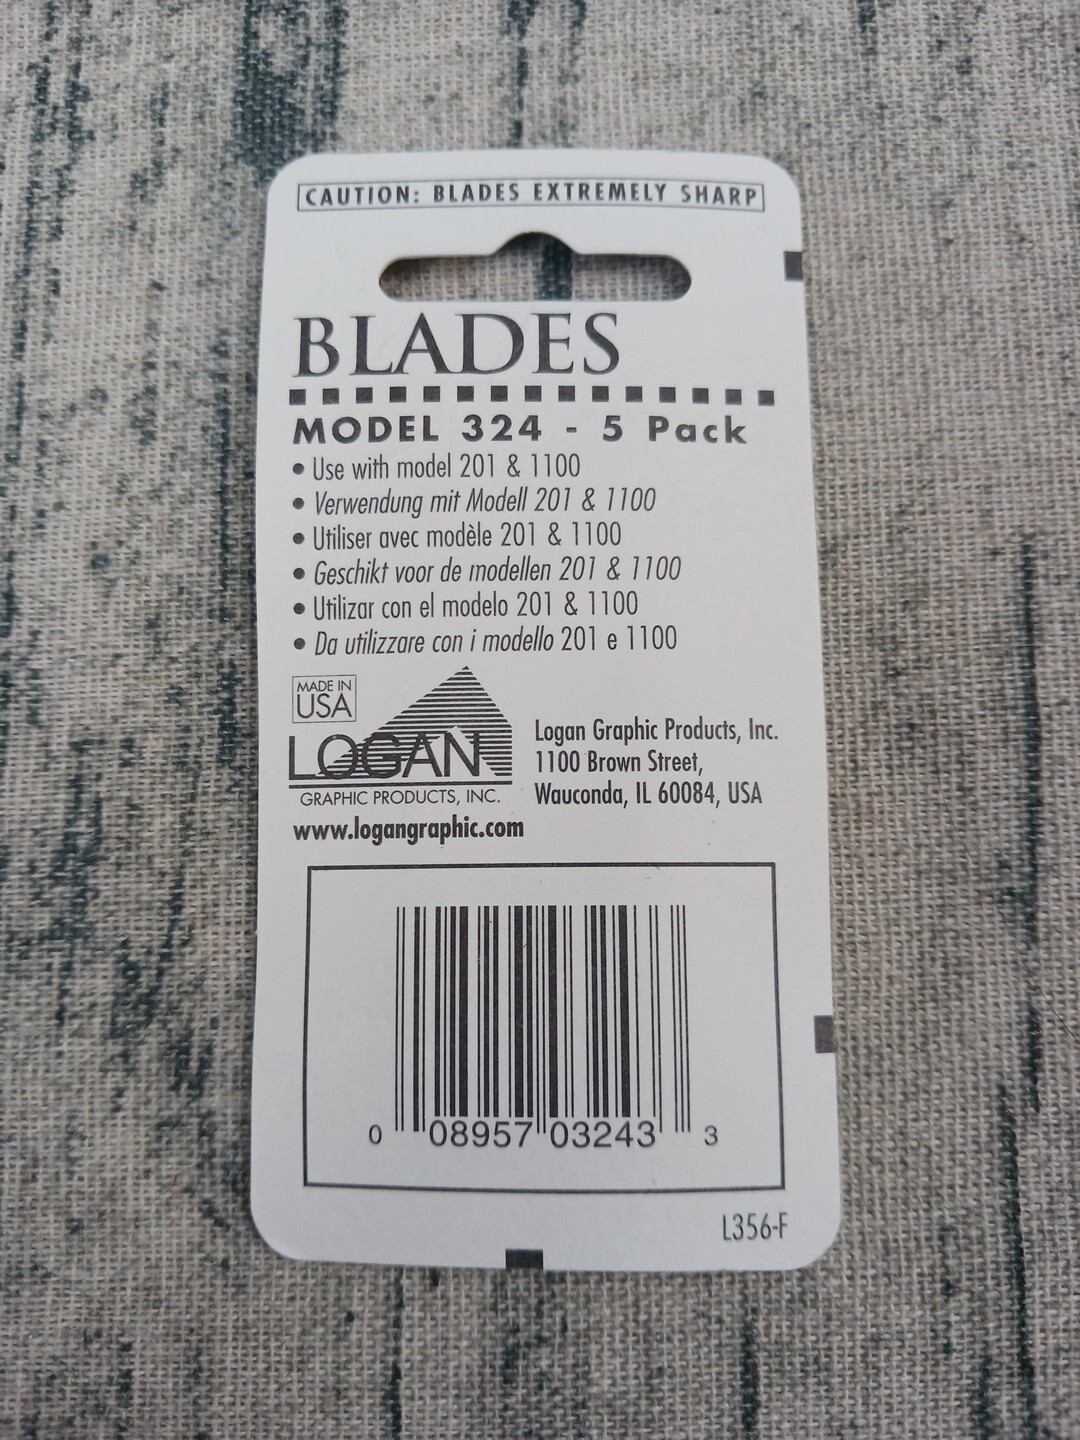 CAUTION: BLADES EXTREMELY SHARP
BLADES
MODEL 324 - 5 Pack
• Use with model 201 & 1100
• Verwendung mit Modell 201 & 1100
• Utiliser avec modèle 201 & 1100
• Geschikt voor de modellen 201 & 1100
• Utilizar con el modelo 201 & 1100
• Da utilizzare con i modello 201 e 1100
MADE IN
USA
LOGAN
GRAPHIC PRODUCTS, INC.
www.logangraphic.com
Logan Graphic Products, Inc.
1100 Brown Street,
Wauconda, IL 60084, USA
0 08957 03243 3
L356-F